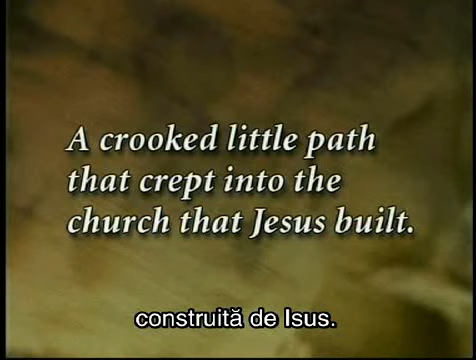 A crooked little path
that crept into the
church that Jesus built.
construită de Isus.